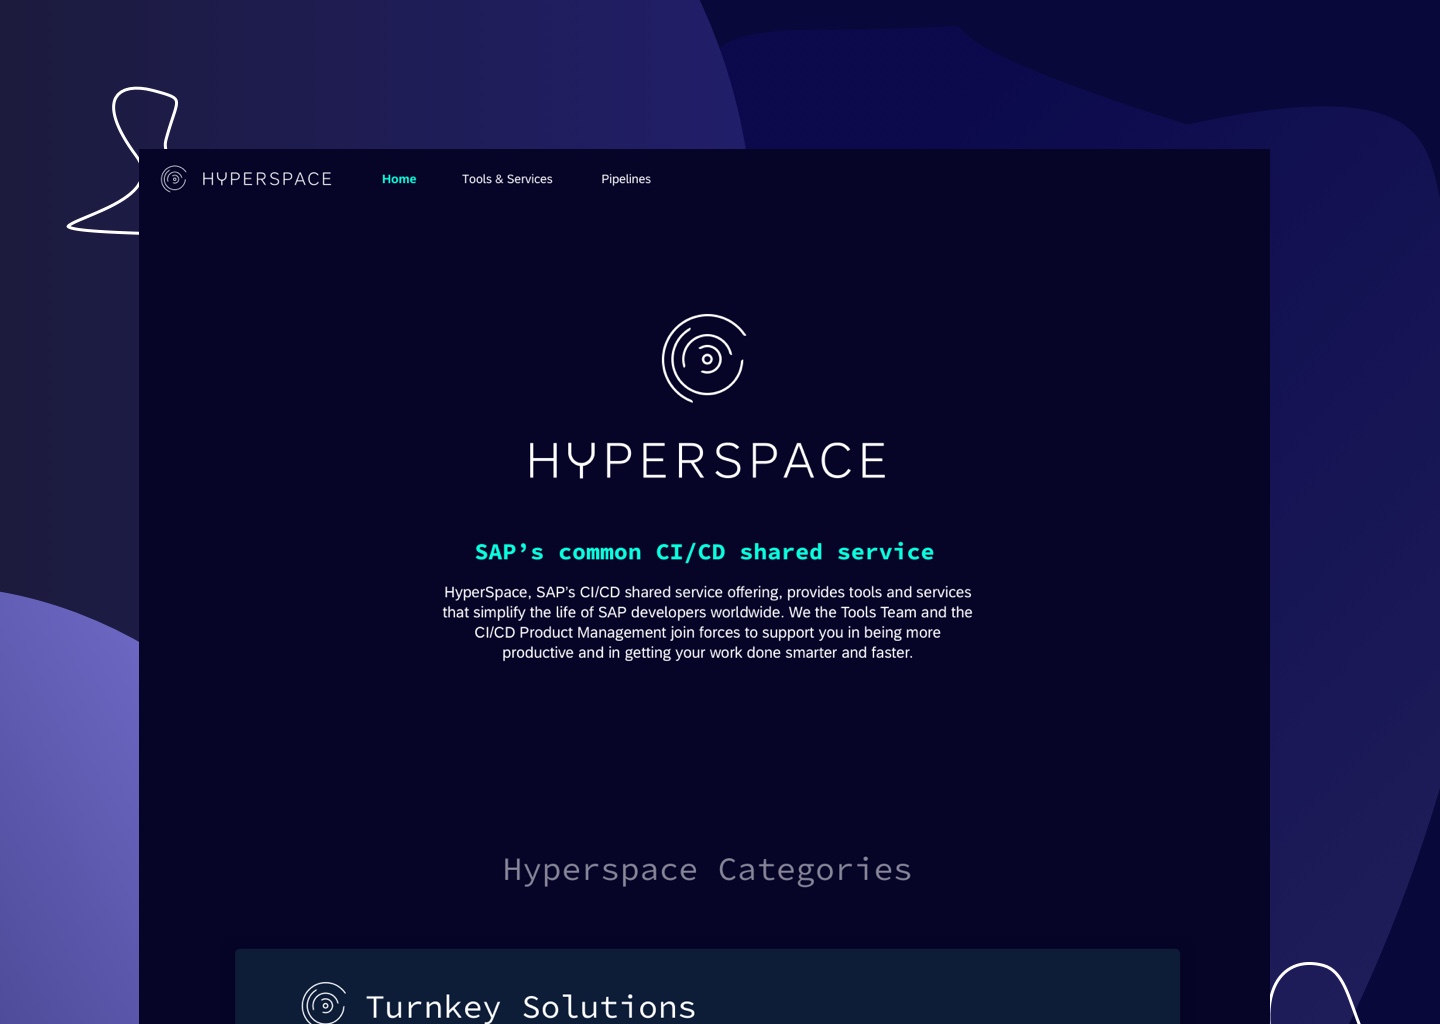 HYPERSPACE Home Tools & Services Pipelines
HYPERSPACE
SAP’s common CI/CD shared service
HyperSpace, SAP’s CI/CD shared service offering, provides tools and services
that simplify the life of SAP developers worldwide. We the Tools Team and the
CI/CD Product Management join forces to support you in being more
productive and in getting your work done smarter and faster.
Hyperspace Categories
Turnkey Solutions